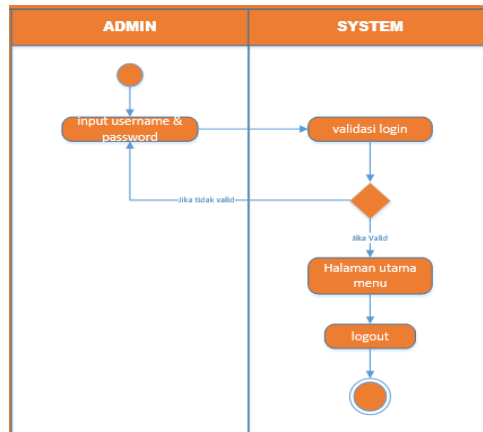 ADMIN
SYSTEM
input username &
password
validasi login
Jika tidak valid
Jika Valid
Halaman utama
menu
logout